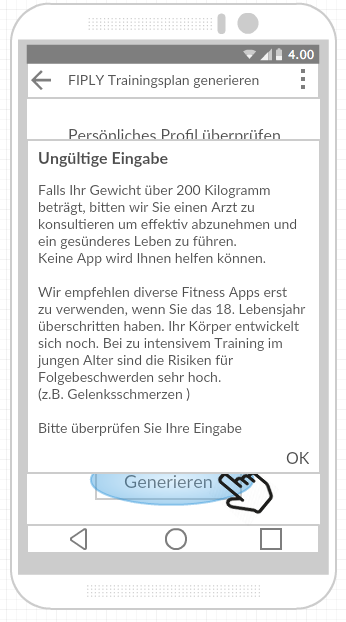 4.00
FIPLY Trainingsplan generieren
Persönliches Profil überprüfen
Ungültige Eingabe
Falls Ihr Gewicht über 200 Kilogramm
beträgt, bitten wir Sie einen Arzt zu
konsultieren um effektiv abzunehmen und
ein gesünderes Leben zu führen.
Keine App wird Ihnen helfen können.
Wir empfehlen diverse Fitness Apps erst
zu verwenden, wenn Sie das 18. Lebensjahr
überschritten haben. Ihr Körper entwickelt
sich noch. Bei zu intensivem Training im
jungen Alter sind die Risiken für
Folgebeschwerden sehr hoch.
(z.B. Gelenksschmerzen )
Bitte überprüfen Sie Ihre Eingabe
OK
Generieren